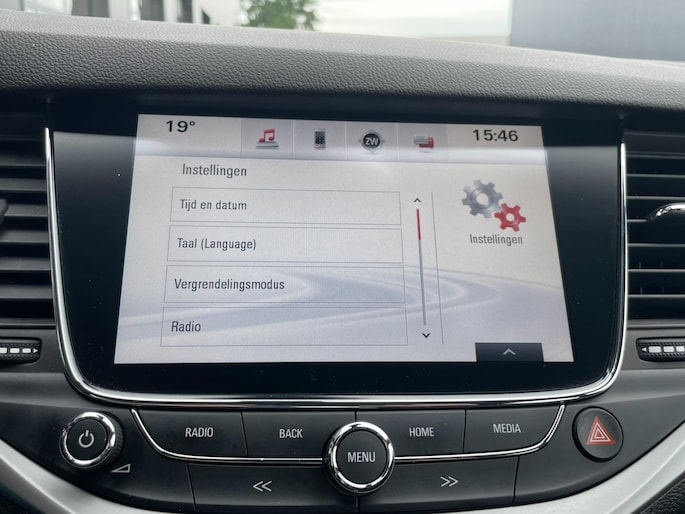 19° 15:46
ZW
Instellingen
Tijd en datum
Taal (Language)
Vergrendelingsmodus
Radio
Instellingen
RADIO BACK HOME MEDIA
MENU